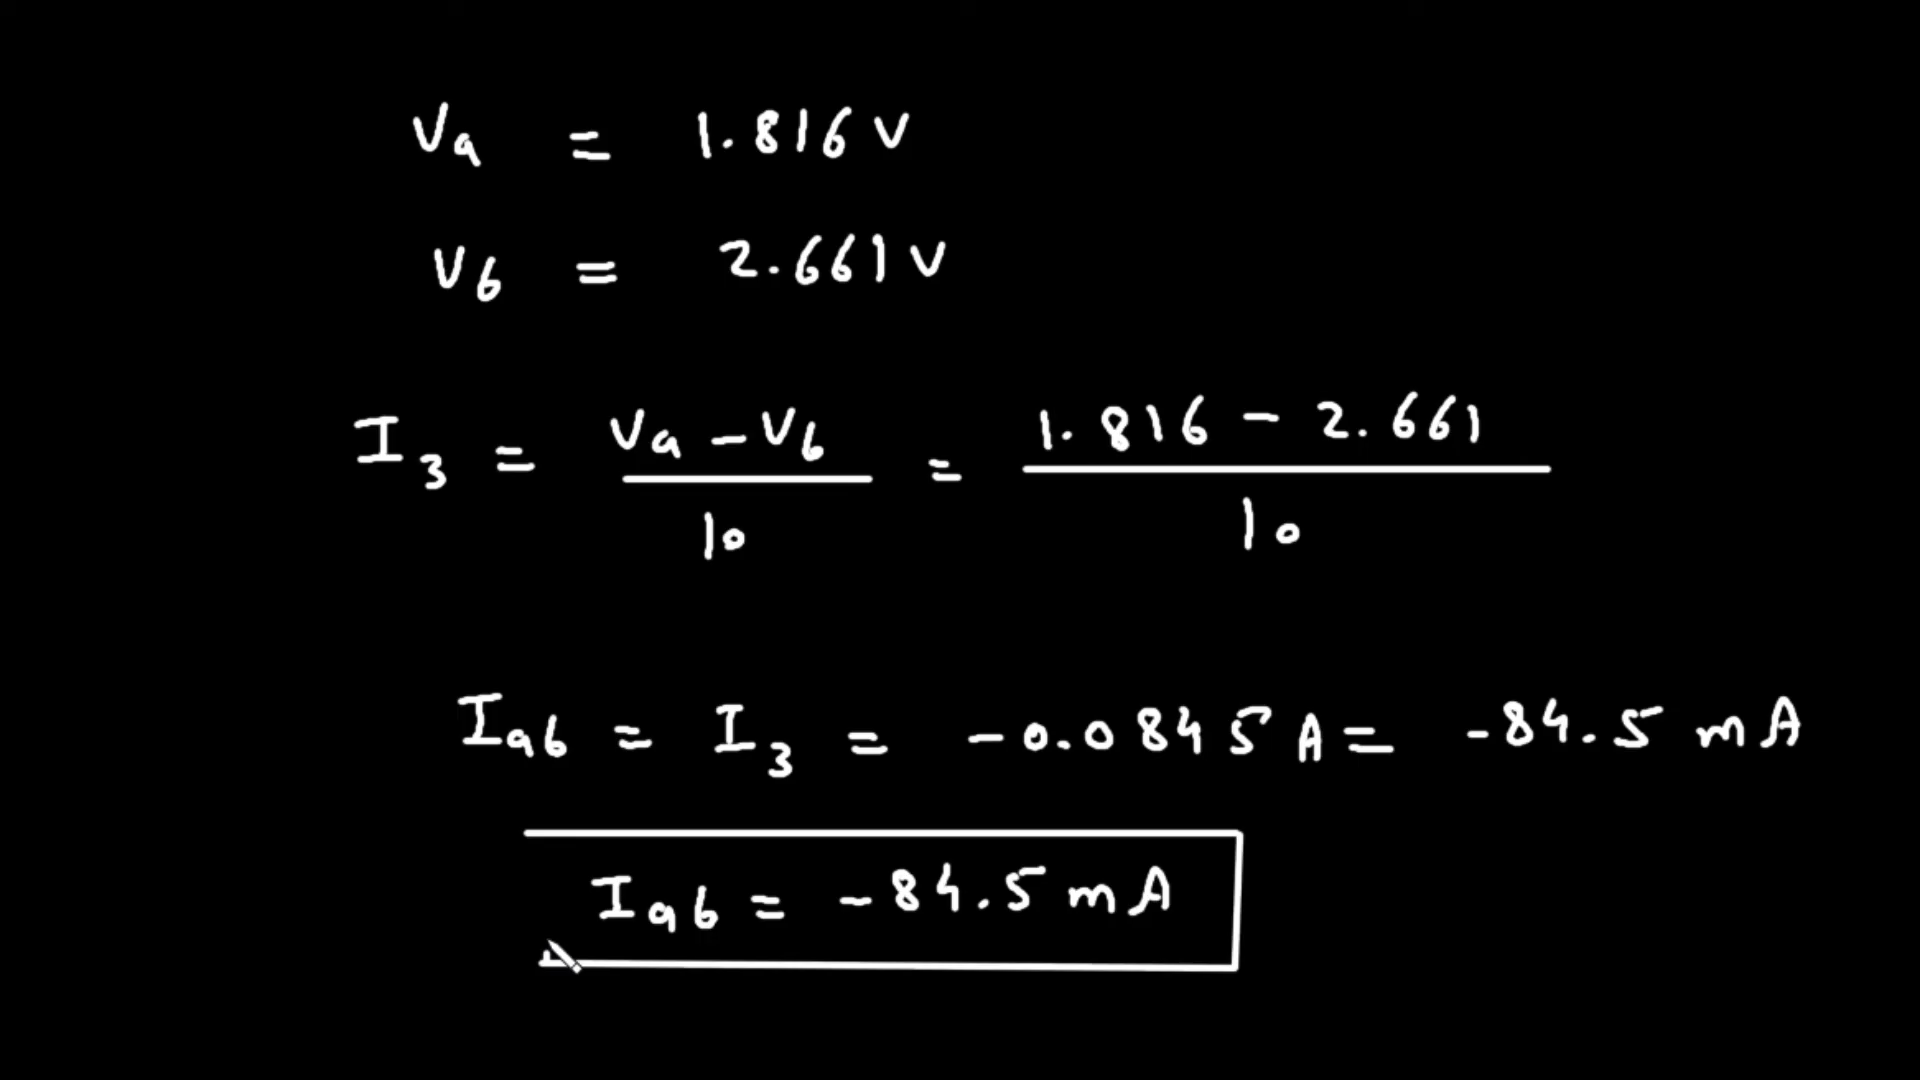 Va = 1.816 V
Vb = 2.661 V
I3 = Va - Vb / 10 = 1.816 - 2.661 / 10
Iab = I3 = -0.0845 A = -84.5 mA
Iab = -84.5 mA